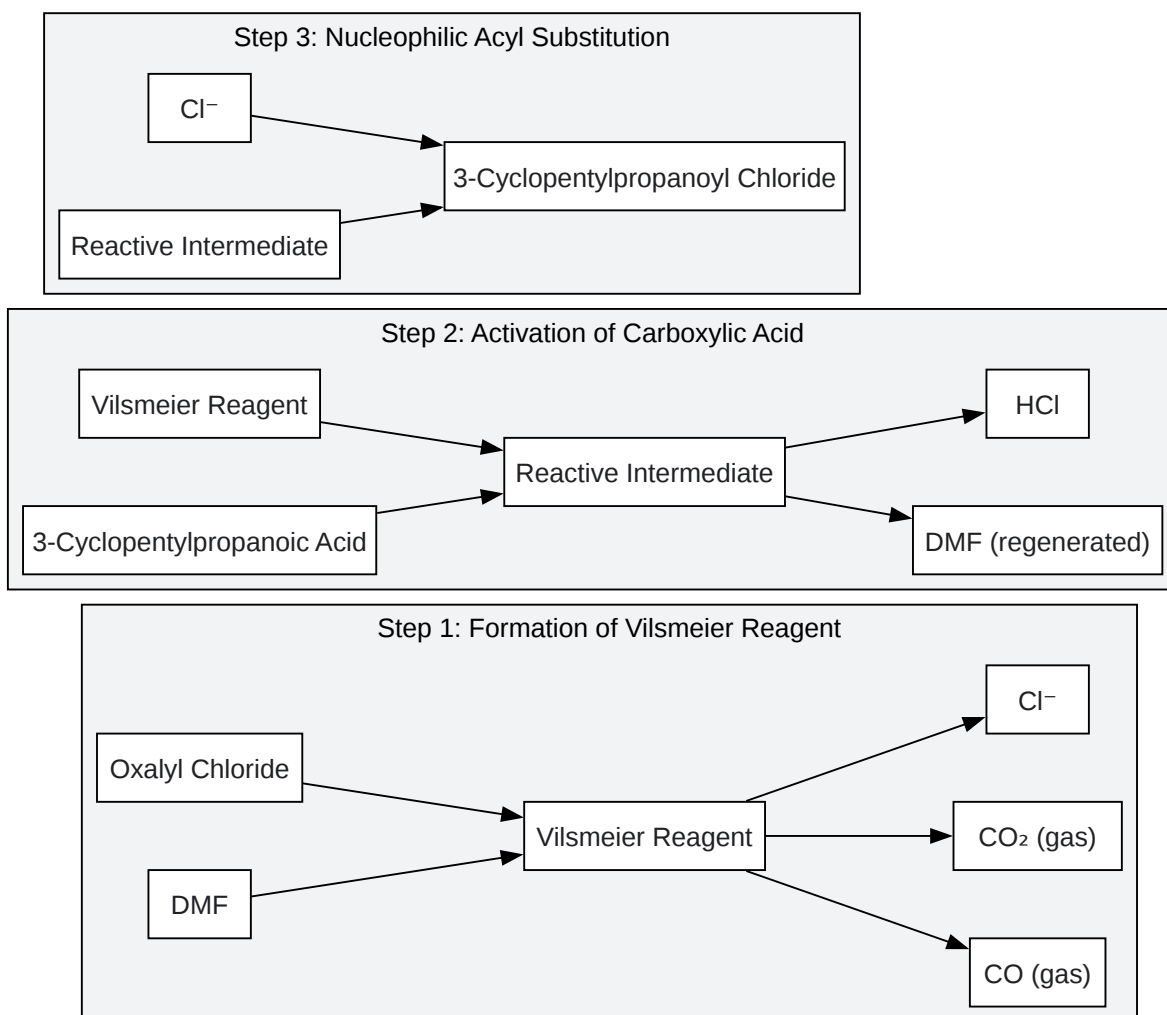 Step 3: Nucleophilic Acyl Substitution
Cl⁻
3-Cyclopentylpropanoyl Chloride
Reactive Intermediate
Step 2: Activation of Carboxylic Acid
Vilsmeier Reagent
HCl
Reactive Intermediate
3-Cyclopentylpropanoic Acid
DMF (regenerated)
Step 1: Formation of Vilsmeier Reagent
Cl⁻
Oxalyl Chloride
Vilsmeier Reagent
CO₂ (gas)
DMF
CO (gas)